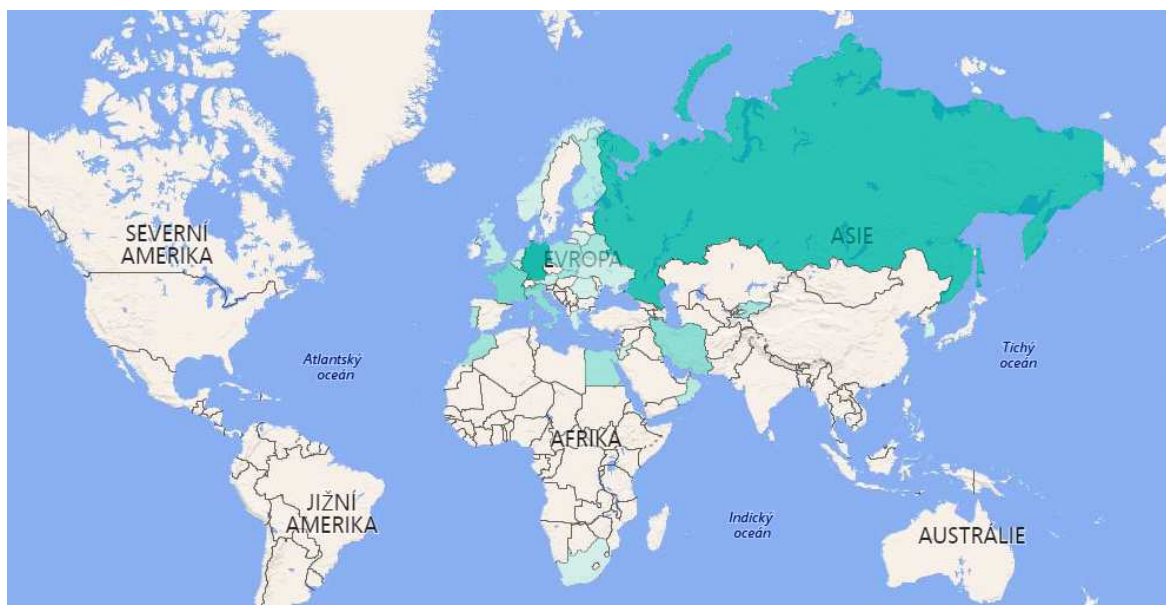 SEVERNÍ
AMERIKA
EVROPA
ASIE
Atlantský
oceán
Tichý
oceán
AFRIKA
JIŽNÍ
AMERIKA
Indický
oceán
AUSTRÁLIE